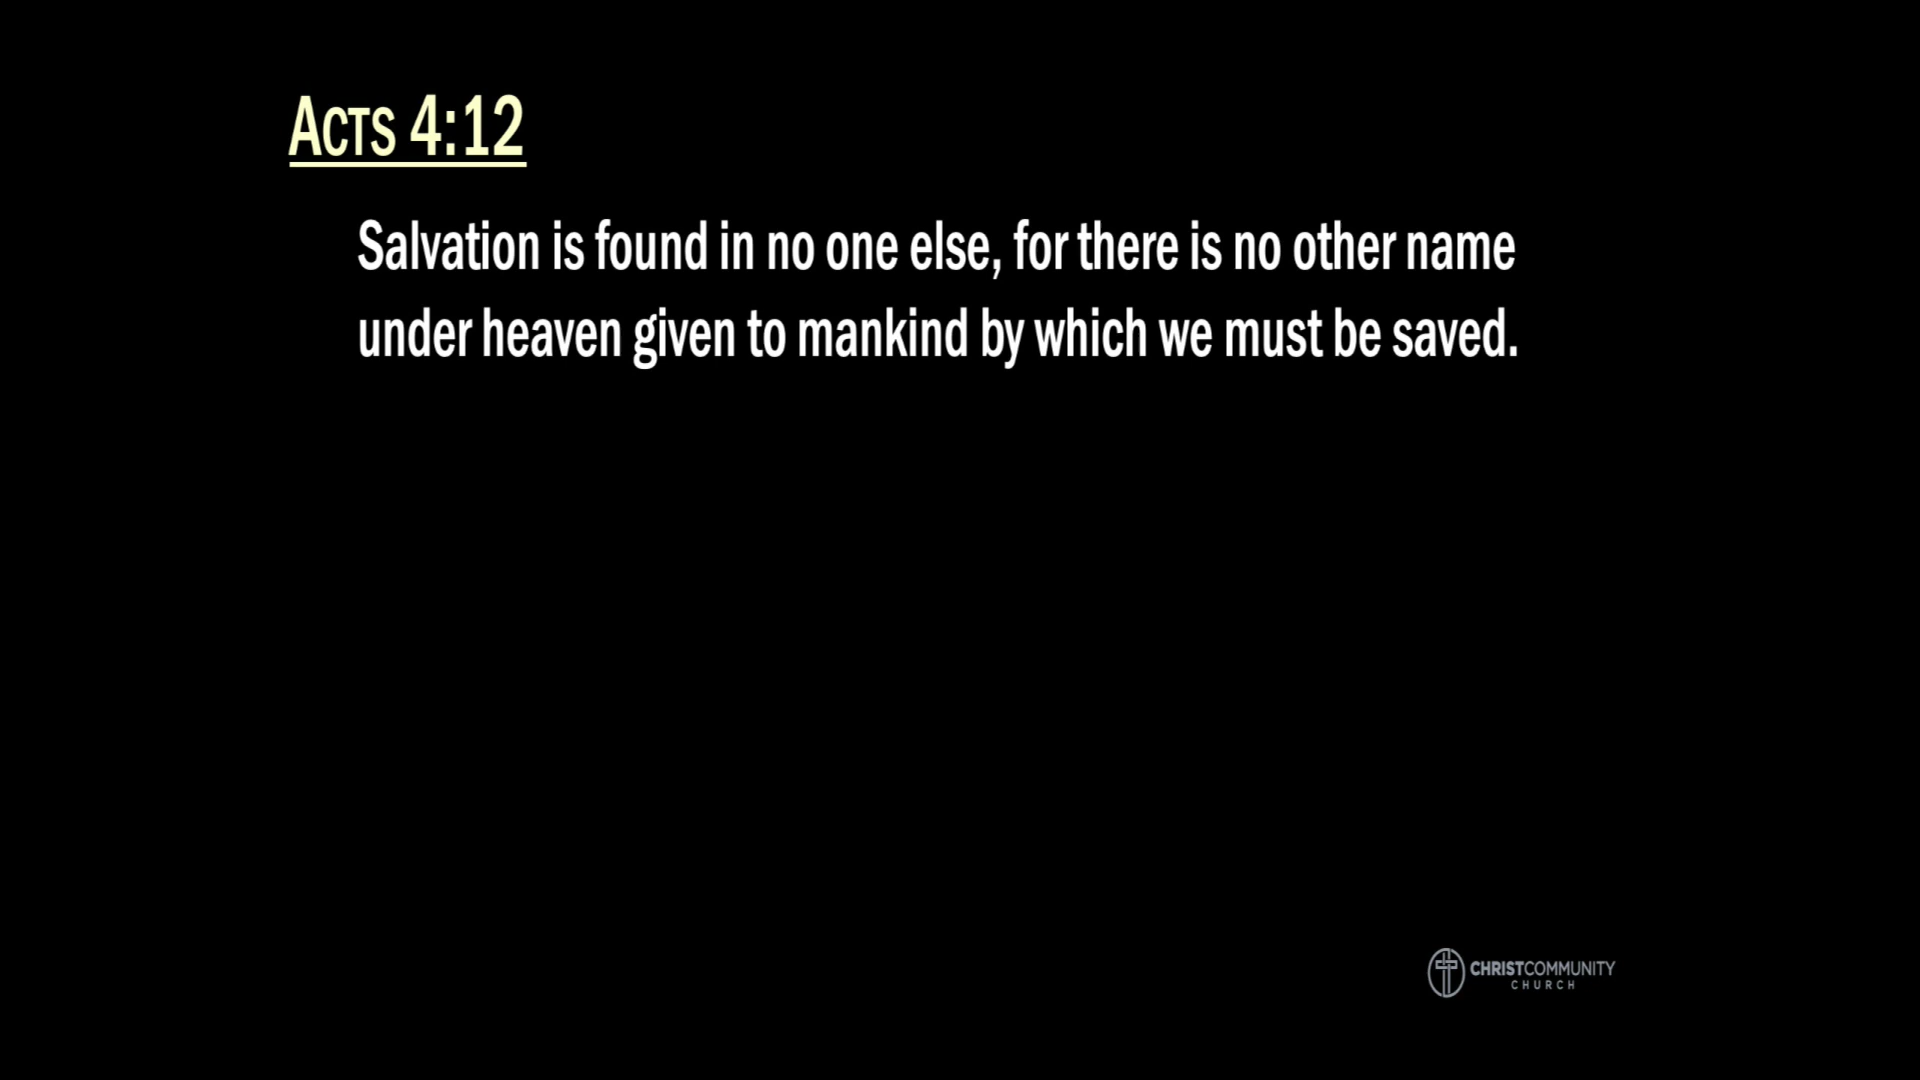 ACTS 4:12
Salvation is found in no one else, for there is no other name
under heaven given to mankind by which we must be saved.
CHRISTCOMMUNITY
CHURCH